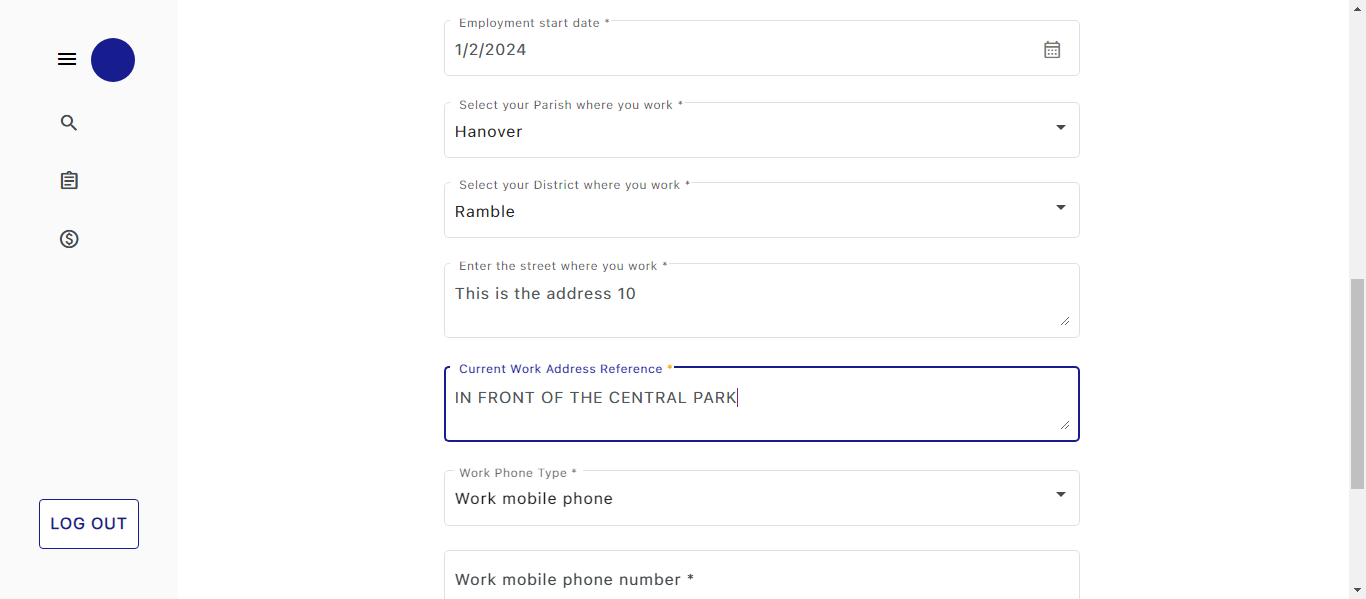 Employment start date *
1/2/2024
Select your Parish where you work *
Hanover
Select your District where you work *
Ramble
Enter the street where you work *
This is the address 10
Current Work Address Reference *
IN FRONT OF THE CENTRAL PARK
Work Phone Type *
Work mobile phone
LOG OUT
Work mobile phone number *